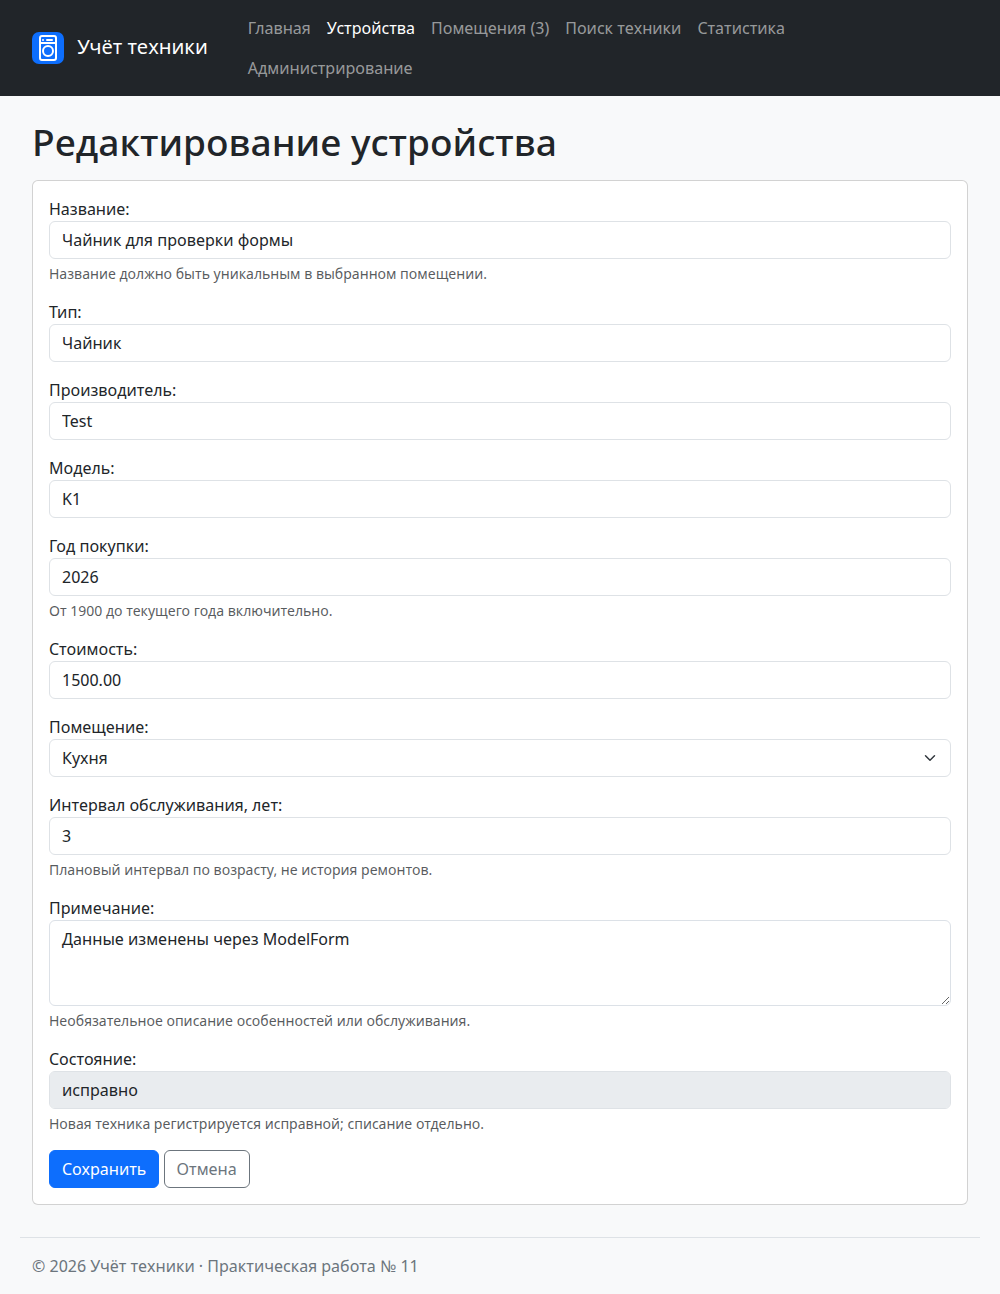 Учёт техники
Главная Устройства Помещения (3) Поиск техники Статистика
Администрирование
Редактирование устройства
Название:
Чайник для проверки формы
Название должно быть уникальным в выбранном помещении.
Тип:
Чайник
Производитель:
Test
Модель:
K1
Год покупки:
2026
От 1900 до текущего года включительно.
Стоимость:
1500.00
Помещение:
Кухня
Интервал обслуживания, лет:
3
Плановый интервал по возрасту, не история ремонтов.
Примечание:
Данные изменены через ModelForm
Необязательное описание особенностей или обслуживания.
Состояние:
исправно
Новая техника регистрируется исправной; списание отдельно.
Сохранить Отмена
© 2026 Учёт техники · Практическая работа № 11